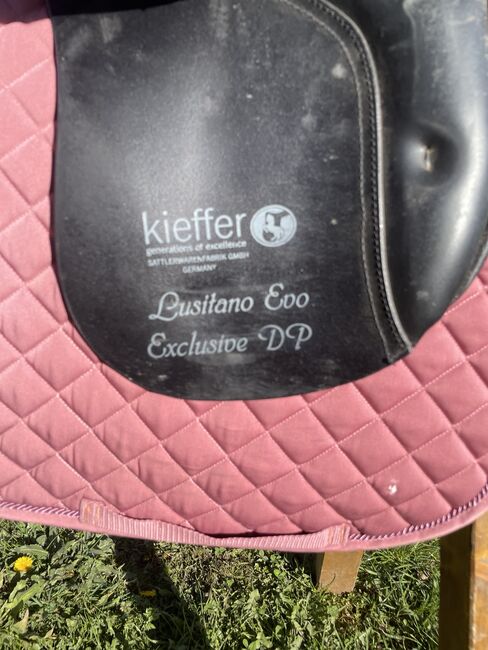 kieffer
generations of excellence
SATTLERWARENFABRIK GMBH
GERMANY
Lusitano Evo
Exclusive DP